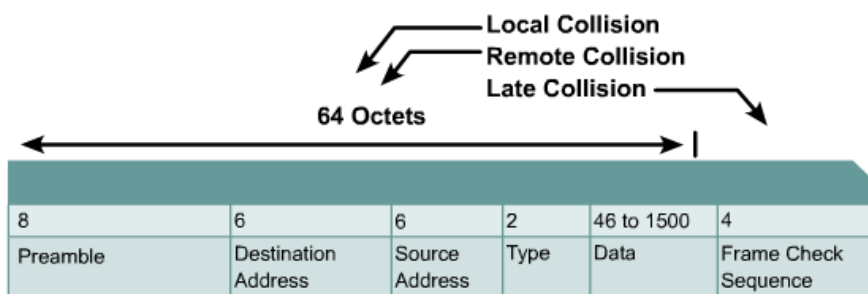 Local Collision
Remote Collision
Late Collision
64 Octets
8 6 6 2 46 to 1500 4
Preamble Destination Address Source Address Type Data Frame Check Sequence